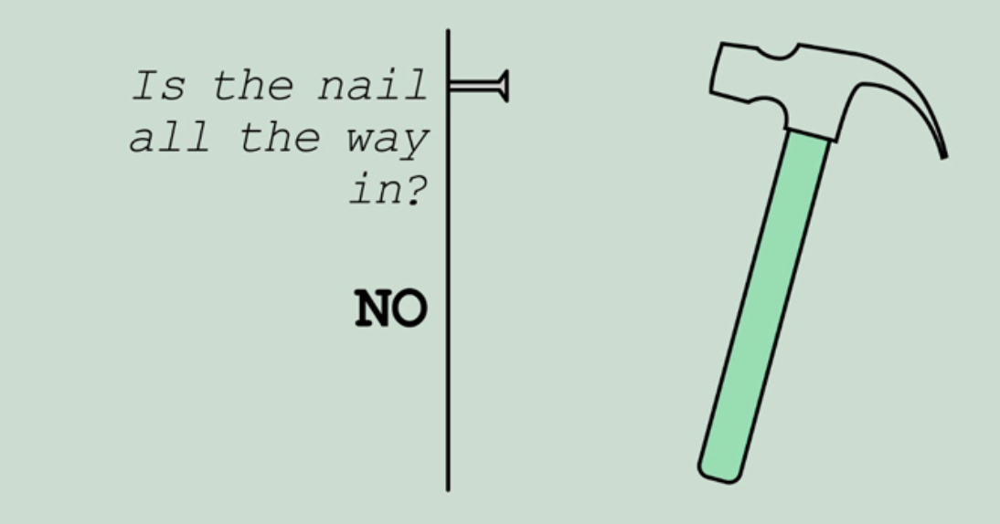 Is the nail
all the way
in?
NO